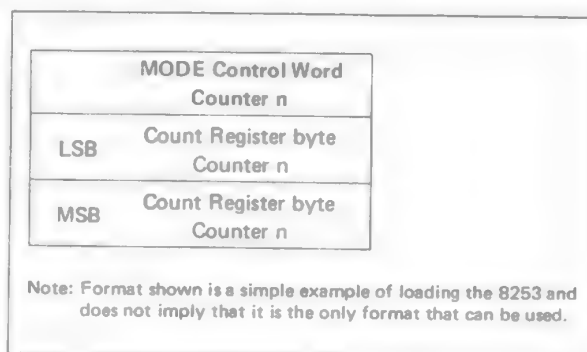 MODE Control Word
Counter n
LSB Count Register byte
Counter n
MSB Count Register byte
Counter n
Note: Format shown is a simple example of loading the 8253 and
does not imply that it is the only format that can be used.